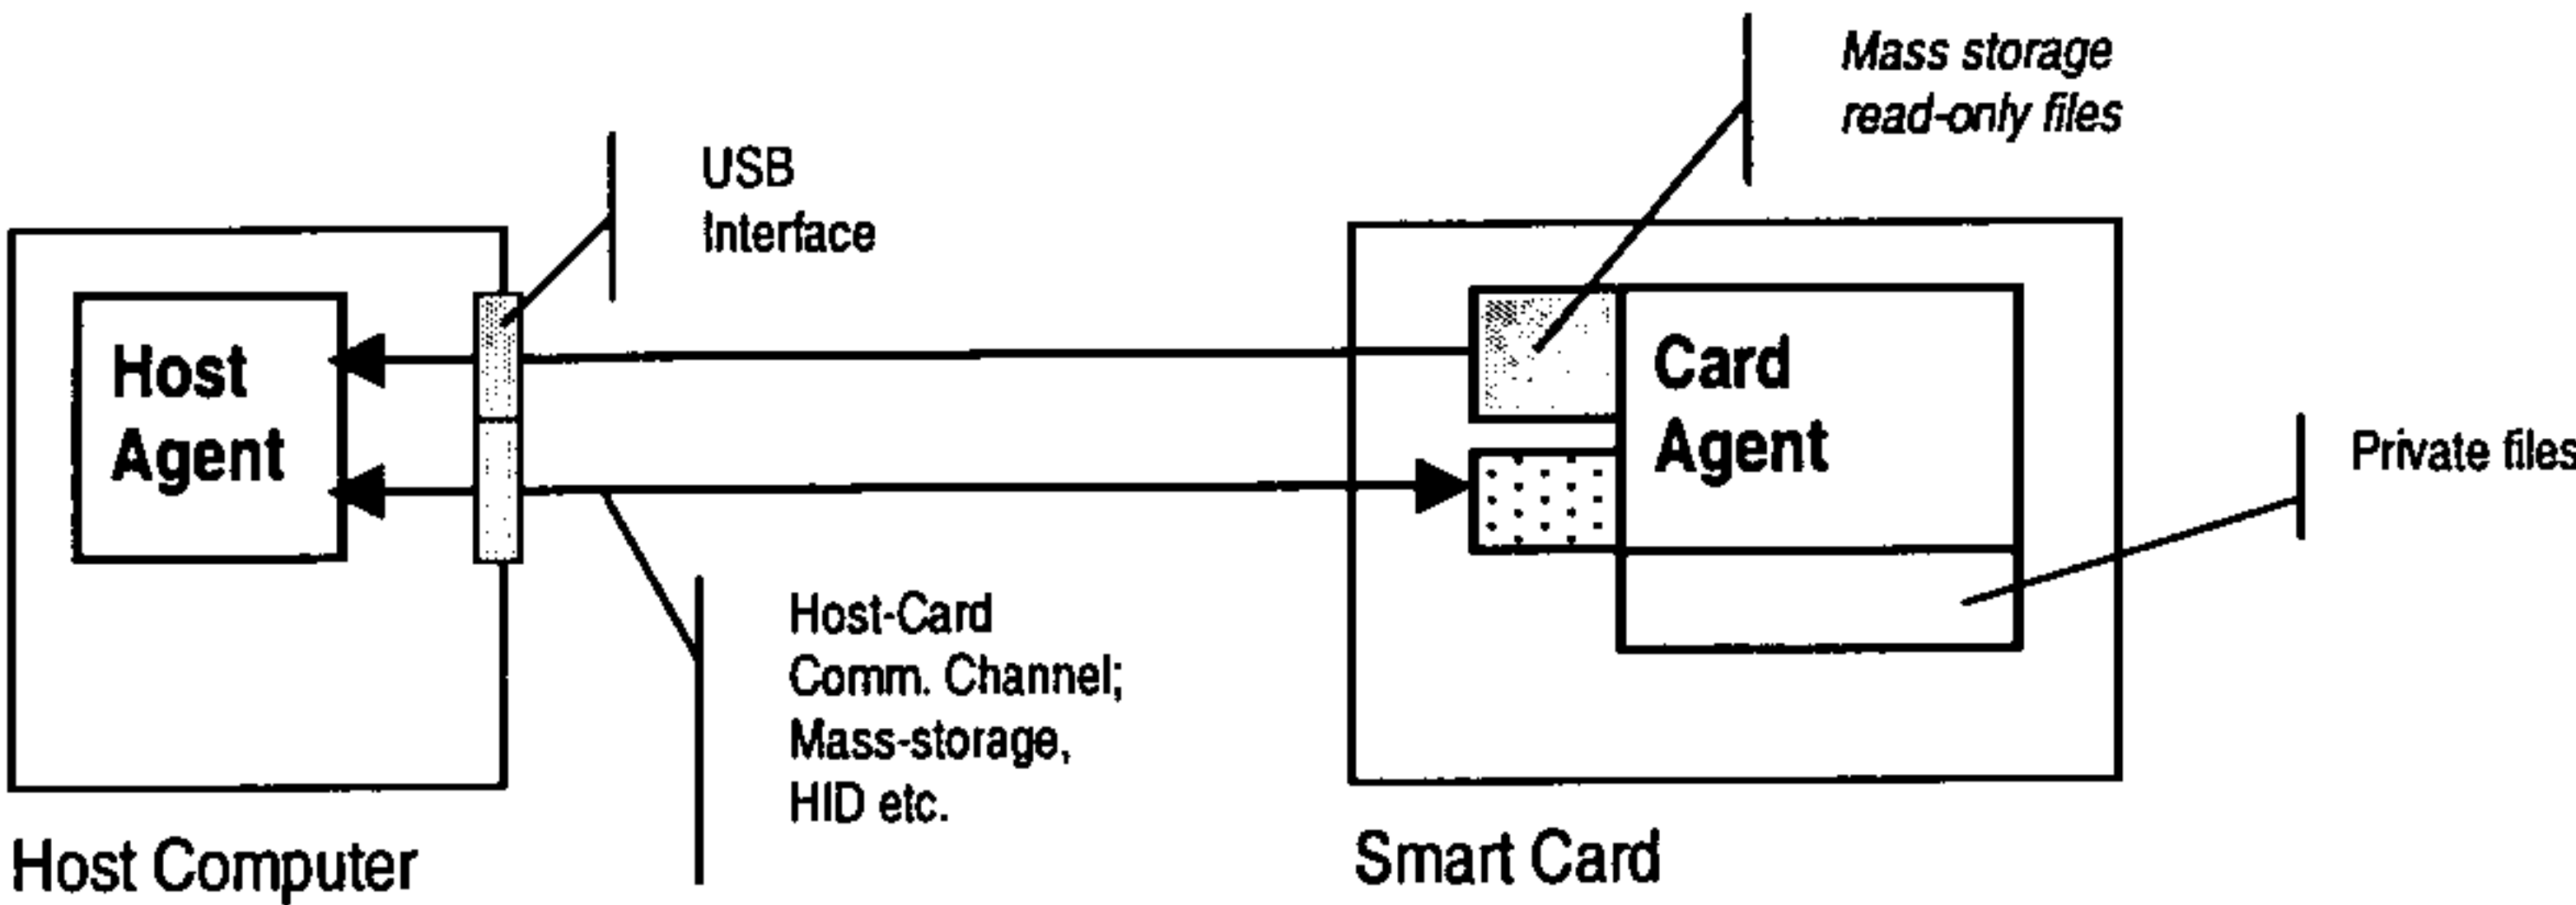 Mass storage
read-only files
USB
Interface
Host
Agent
Card
Agent
Private files
Host-Card
Comm. Channel;
Mass-storage,
HID etc.
Host Computer
Smart Card